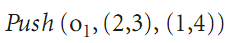 Push (o₁, (2,3), (1,4))